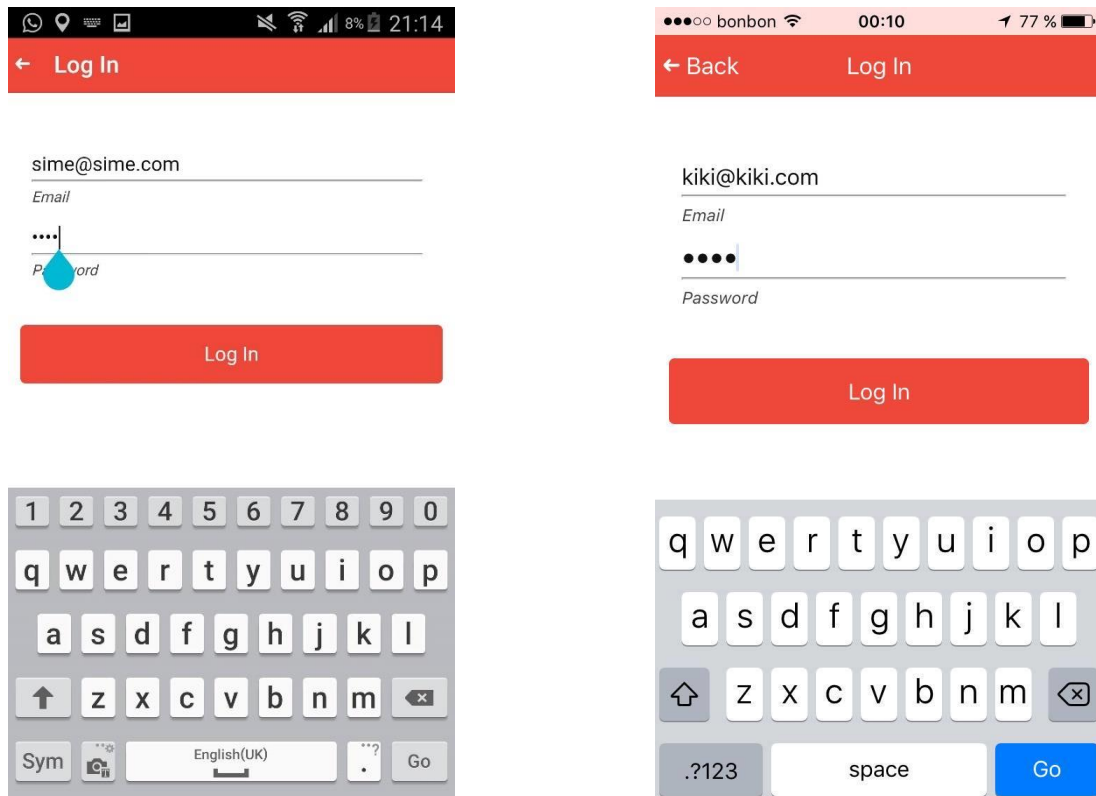 8% 21:14
Log In
sime@sime.com
Email
••••
Password
Log In
1 2 3 4 5 6 7 8 9 0
q w e r t y u i o p
a s d f g h j k l
z x c v b n m
Sym English(UK) . Go
bonbon 00:10 77 %
Back Log In
kiki@kiki.com
Email
••••
Password
Log In
q w e r t y u i o p
a s d f g h j k l
z x c v b n m
.?123 space Go